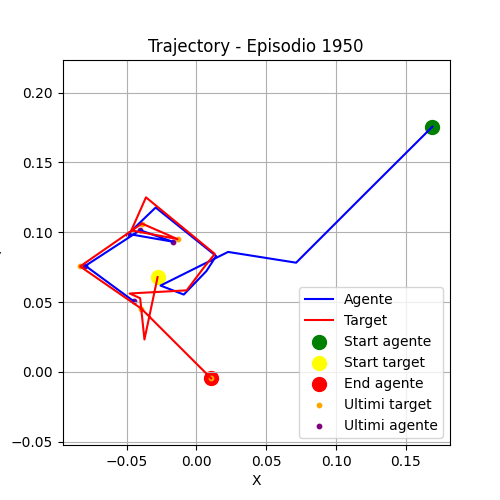 Trajectory - Episodio 1950
0.20
0.15
0.10
0.05
0.00
−0.05
−0.05
0.00
0.05
0.10
0.15
X
Agente
Target
Start agente
Start target
End agente
Ultimi target
Ultimi agente